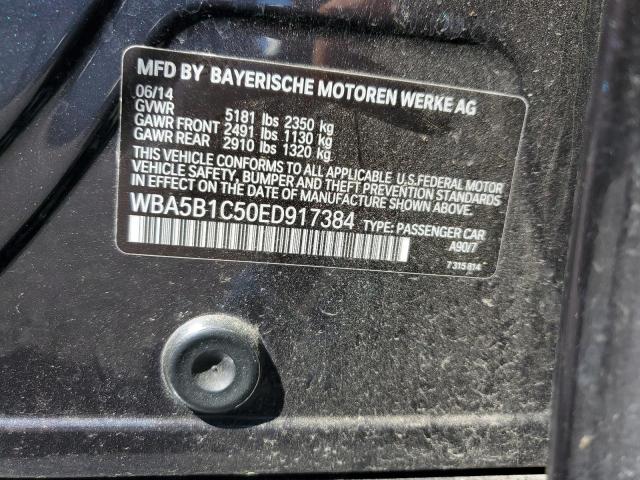 MFD BY BAYERISCHE MOTOREN WERKE AG
06/14
GVWR 5181 lbs 2350 kg
GAWR FRONT 2491 lbs 1130 kg
GAWR REAR 2910 lbs 1320 kg
THIS VEHICLE CONFORMS TO ALL APPLICABLE U.S.FEDERAL MOTOR
VEHICLE SAFETY, BUMPER AND THEFT PREVENTION STANDARDS
IN EFFECT ON THE DATE OF MANUFACTURE SHOWN ABOVE.
WBA5B1C50ED917384 TYPE: PASSENGER CAR
A90/7
7 315 814